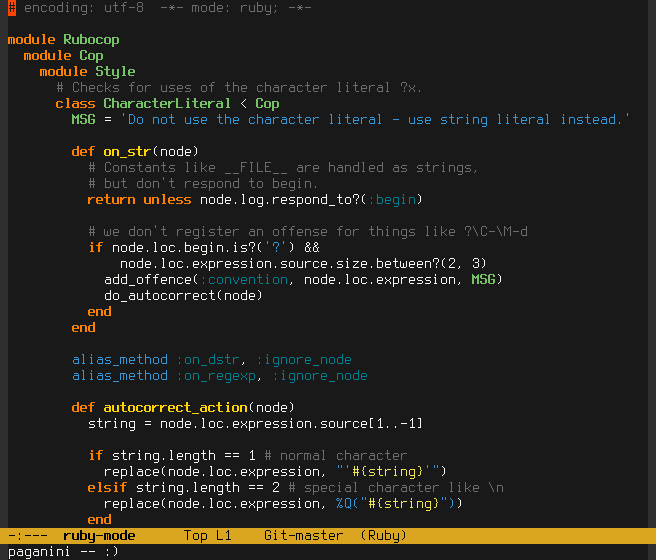 # encoding: utf-8  -*- mode: ruby; -*-
module Rubocop
module Cop
module Style
# Checks for uses of the character literal ?x.
class CharacterLiteral < Cop
MSG = 'Do not use the character literal - use string literal instead.'
def on_str(node)
# Constants like __FILE__ are handled as strings,
# but don't respond to begin.
return unless node.log.respond_to?(:begin)
# we don't register an offense for things like ?\C-\M-d
if node.loc.begin.is?('?') &&
node.loc.expression.source.size.between?(2, 3)
add_offence(:convention, node.loc.expression, MSG)
do_autocorrect(node)
end
end
alias_method :on_dstr, :ignore_node
alias_method :on_regexp, :ignore_node
def autocorrect_action(node)
string = node.loc.expression.source[1..-1]
if string.length == 1 # normal character
replace(node.loc.expression, "'#{string}'")
elsif string.length == 2 # special character like \n
replace(node.loc.expression, %Q("#{string}"))
end
-:---  ruby-mode      Top L1    Git-master  (Ruby)
paganini -- :)